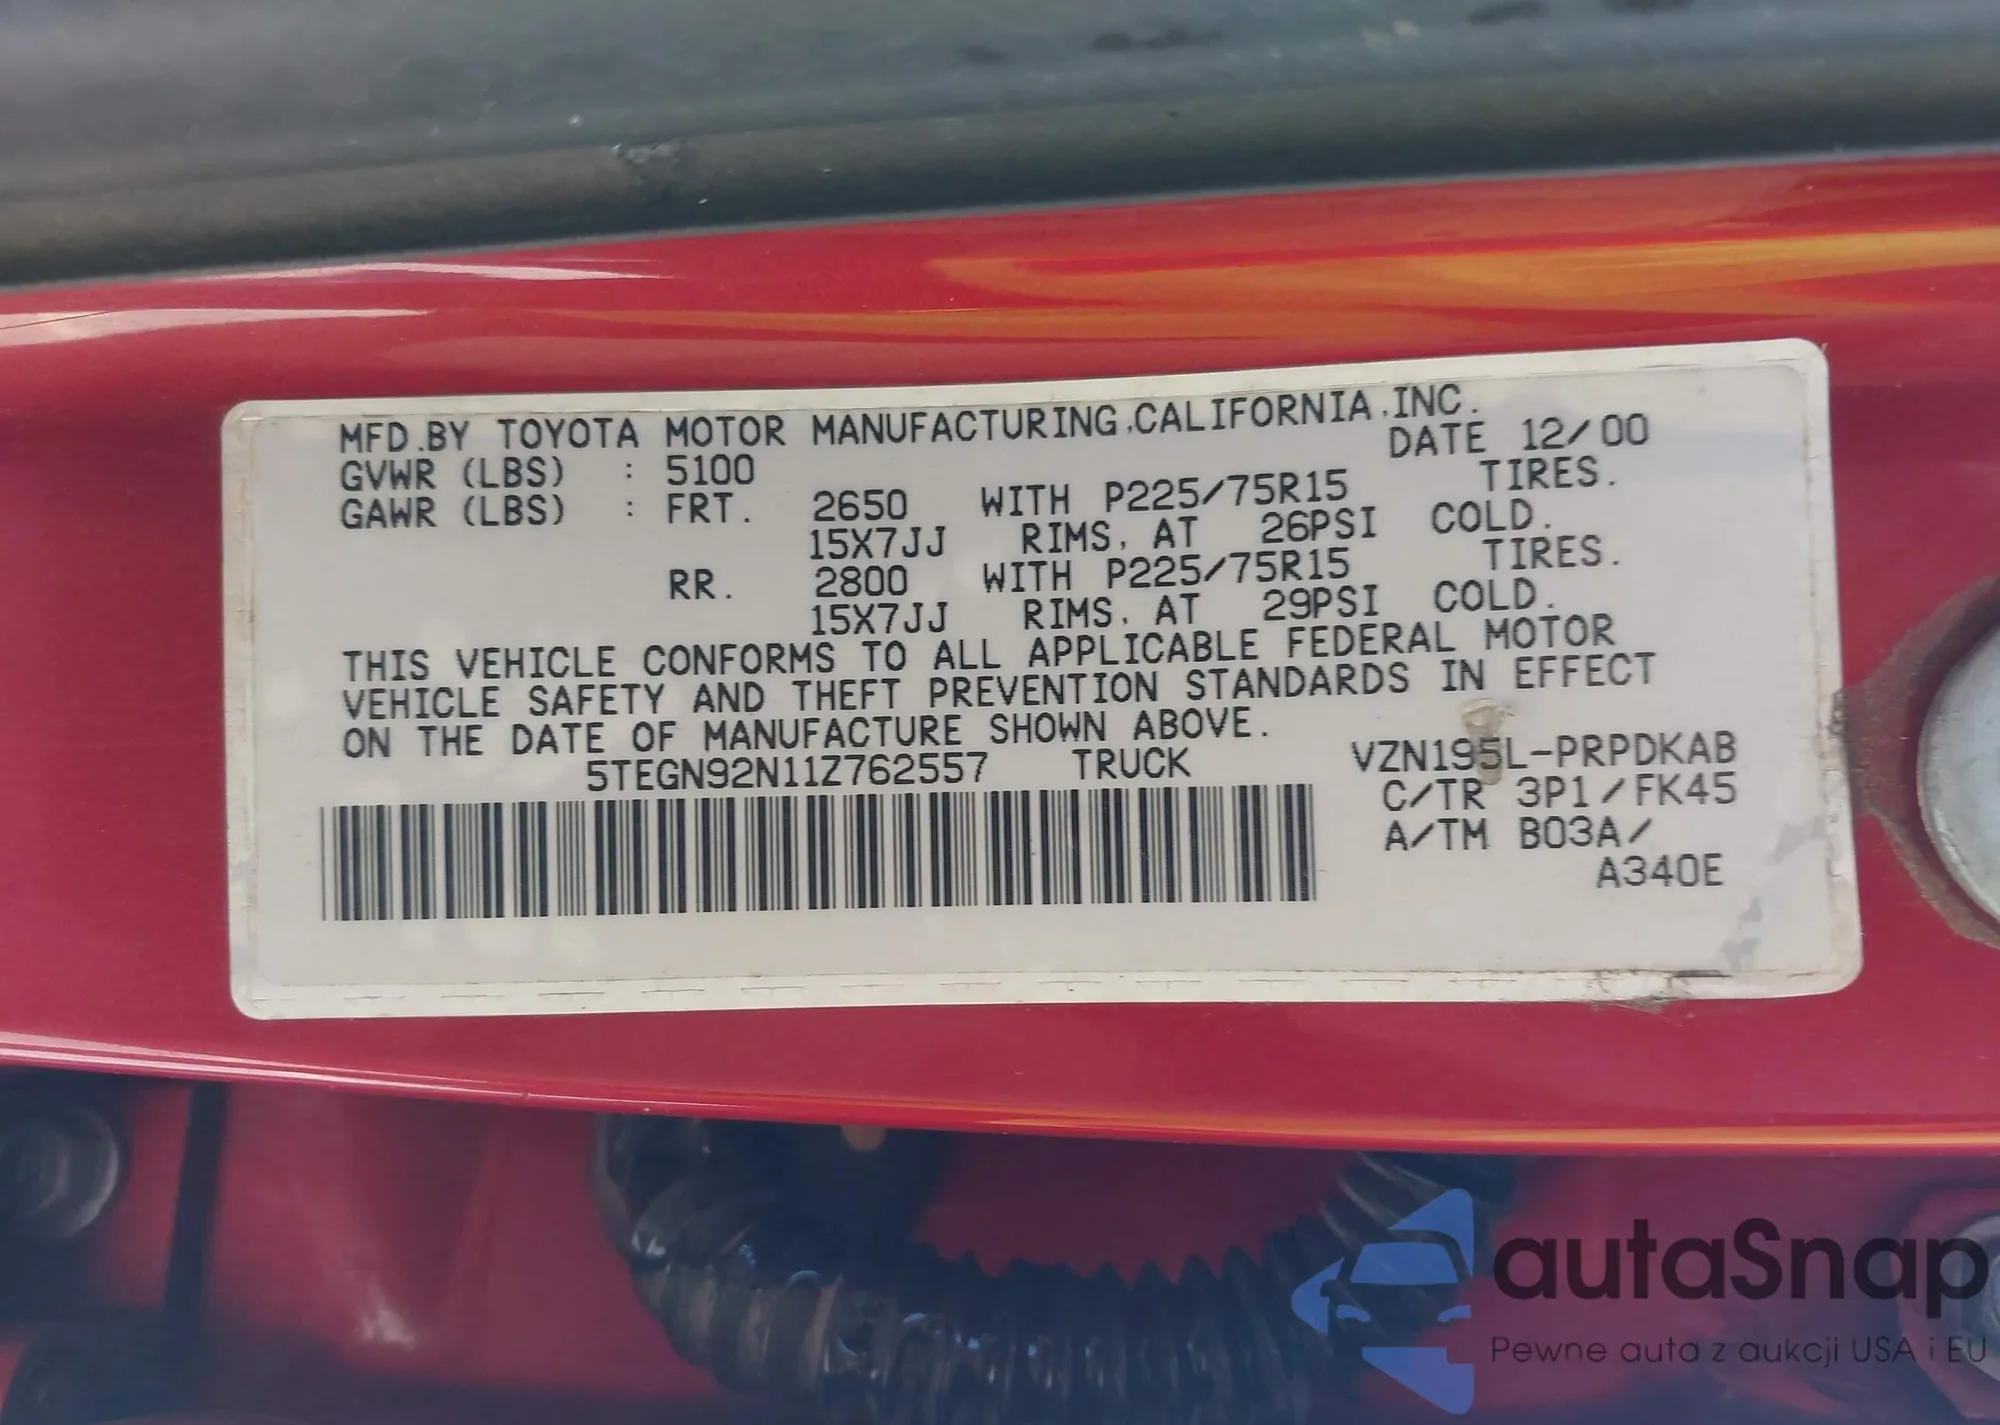 MFD.BY TOYOTA MOTOR MANUFACTURING,CALIFORNIA,INC.
DATE 12/00
GVWR (LBS) : 5100
GAWR (LBS) : FRT. 2650 WITH P225/75R15 TIRES.
15X7JJ RIMS, AT 26PSI COLD.
RR. 2800 WITH P225/75R15 TIRES.
15X7JJ RIMS, AT 29PSI COLD.
THIS VEHICLE CONFORMS TO ALL APPLICABLE FEDERAL MOTOR
VEHICLE SAFETY AND THEFT PREVENTION STANDARDS IN EFFECT
ON THE DATE OF MANUFACTURE SHOWN ABOVE.
5TEGN92N11Z762557 TRUCK VZN195L-PRPDKAB
C/TR 3P1/FK45
A/TM B03A/
A340E
autaSnap
Pewne auta z aukcji USA i EU